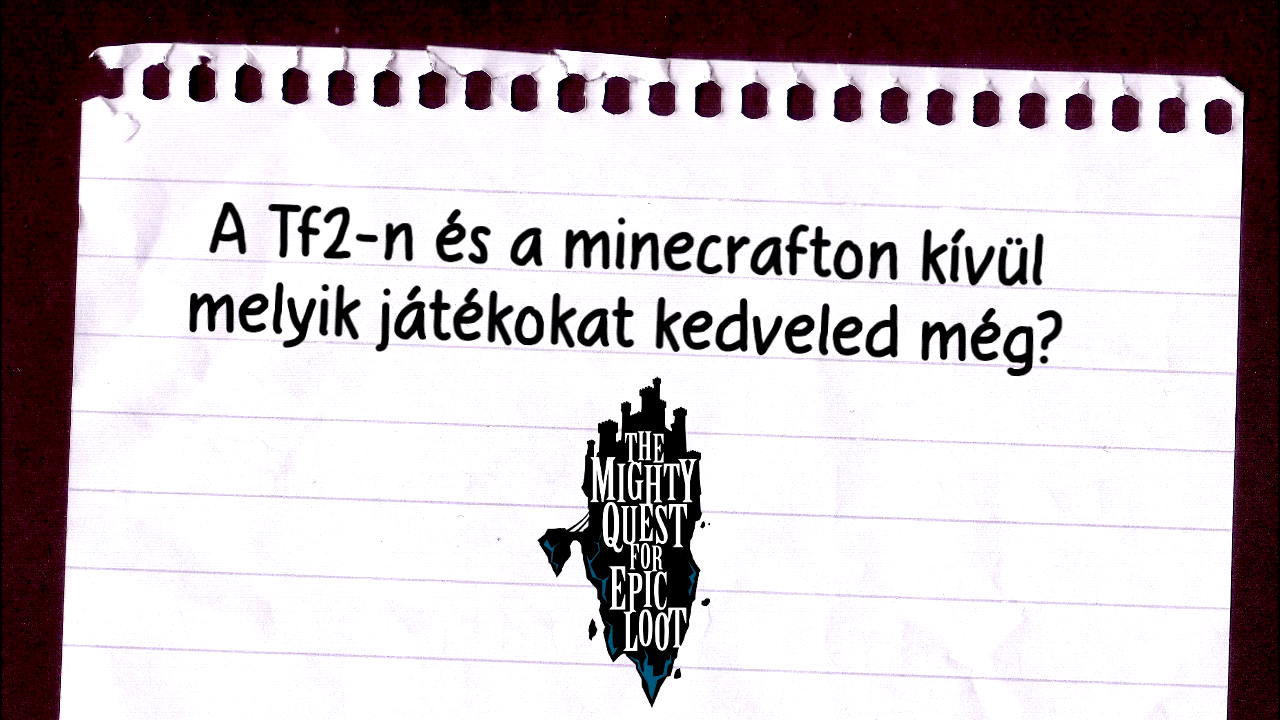 A Tf2-n és a minecrafton kívül
melyik játékokat kedveled még?
THE
MIGHTY
QUEST
FOR
EPIC
LOOT